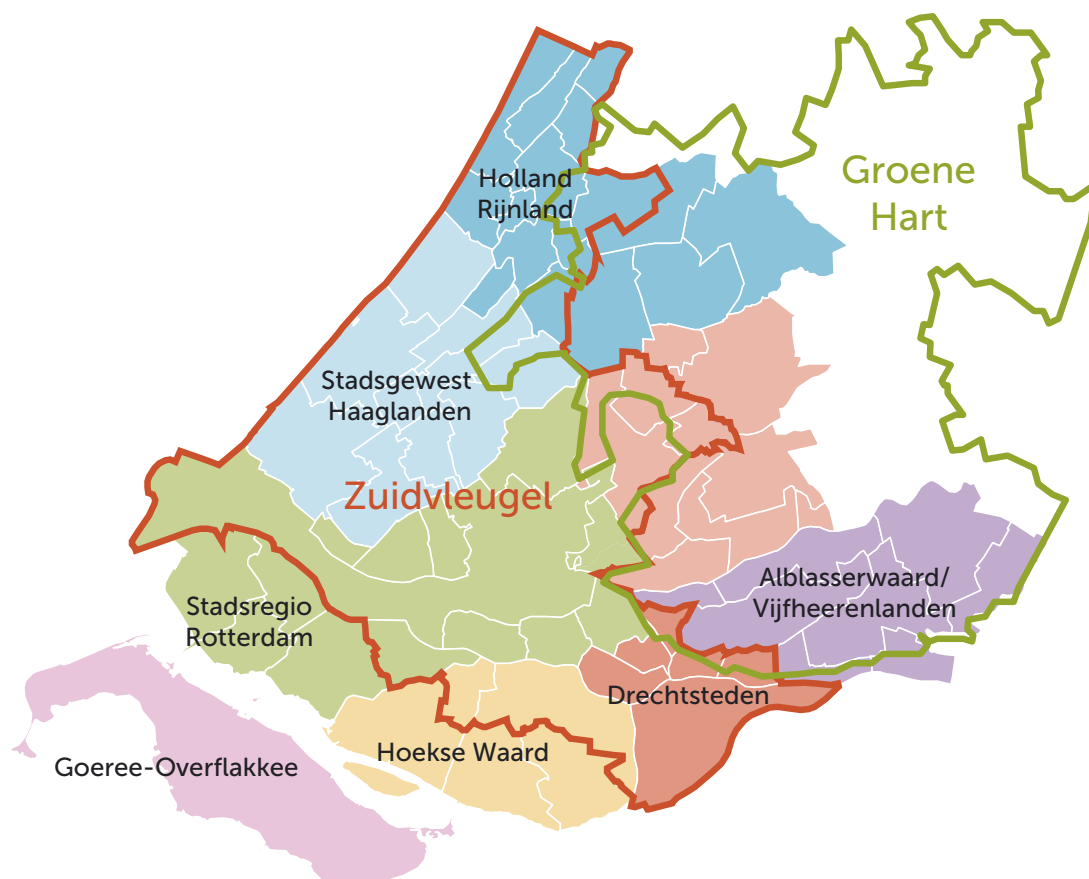 Groene
Hart
Holland
Rijnland
Stadsgewest
Haaglanden
Zuidvleugel
Alblasserwaard/
Vijfheerenlanden
Stadsregio
Rotterdam
Drechtsteden
Hoekse Waard
Goeree-Overflakkee